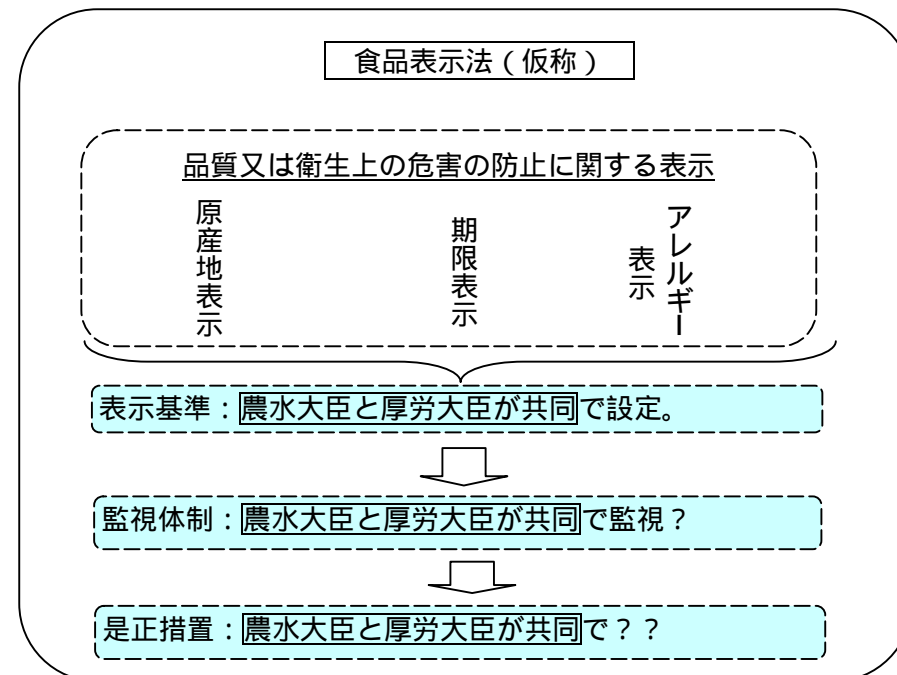 食品表示法（仮称）
品質又は衛生上の危害の防止に関する表示
原産地表示
期限表示
アレルギー
表示
表示基準：農水大臣と厚労大臣が共同で設定。
監視体制：農水大臣と厚労大臣が共同で監視？
是正措置：農水大臣と厚労大臣が共同で？？